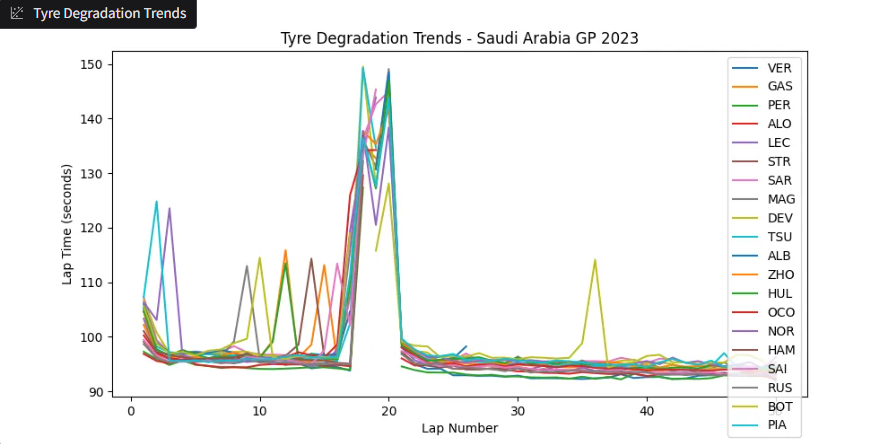 Tyre Degradation Trends
Tyre Degradation Trends - Saudi Arabia GP 2023
Lap Time (seconds)
150
140
130
120
110
100
90
0
10
20
30
40
50
Lap Number
VER
GAS
PER
ALO
LEC
STR
SAR
MAG
DEV
TSU
ALB
ZHO
HUL
OCO
NOR
HAM
SAI
RUS
BOT
PIA